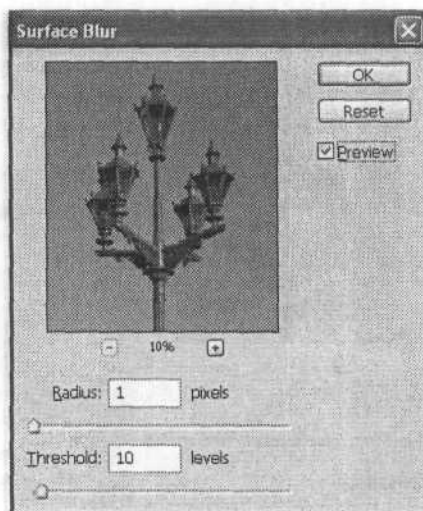 Surface Blur
OK
Reset
Preview
10%
Radius: 1 pixels
Threshold: 10 levels